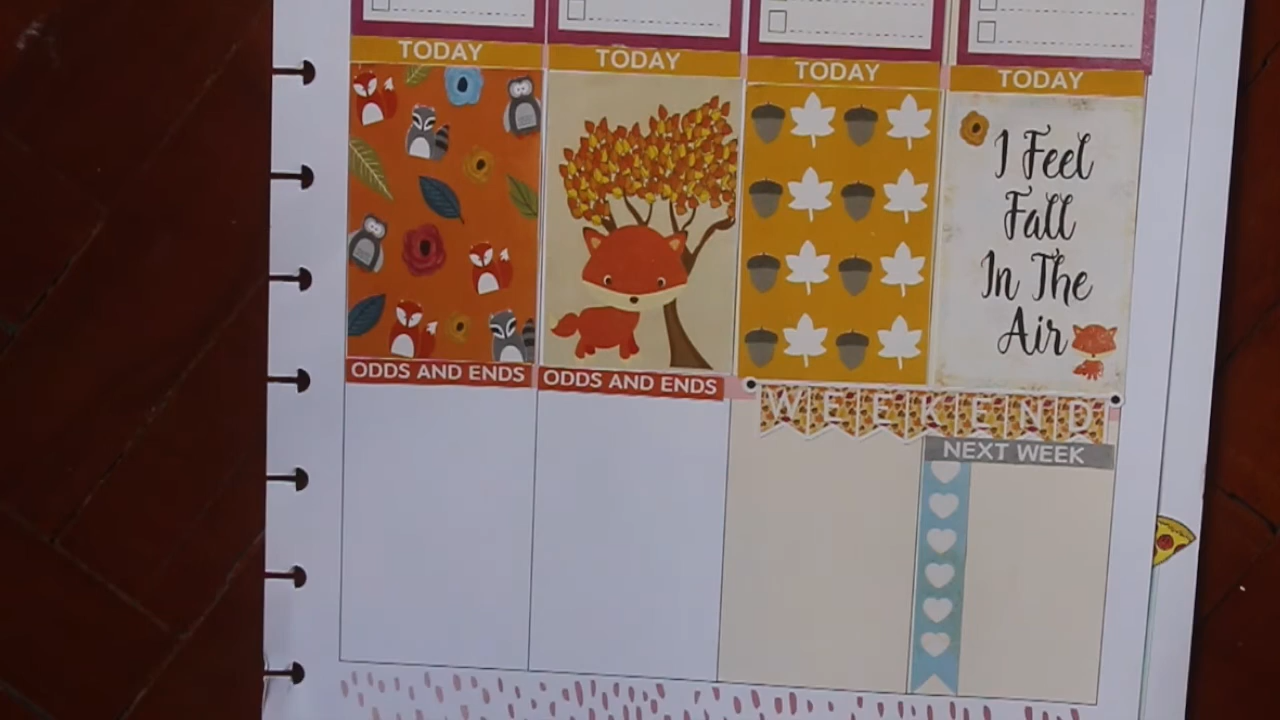 TODAY
TODAY
TODAY
TODAY
I Feel
Fall
In The
Air
ODDS AND ENDS
ODDS AND ENDS
WEEKEND
NEXT WEEK